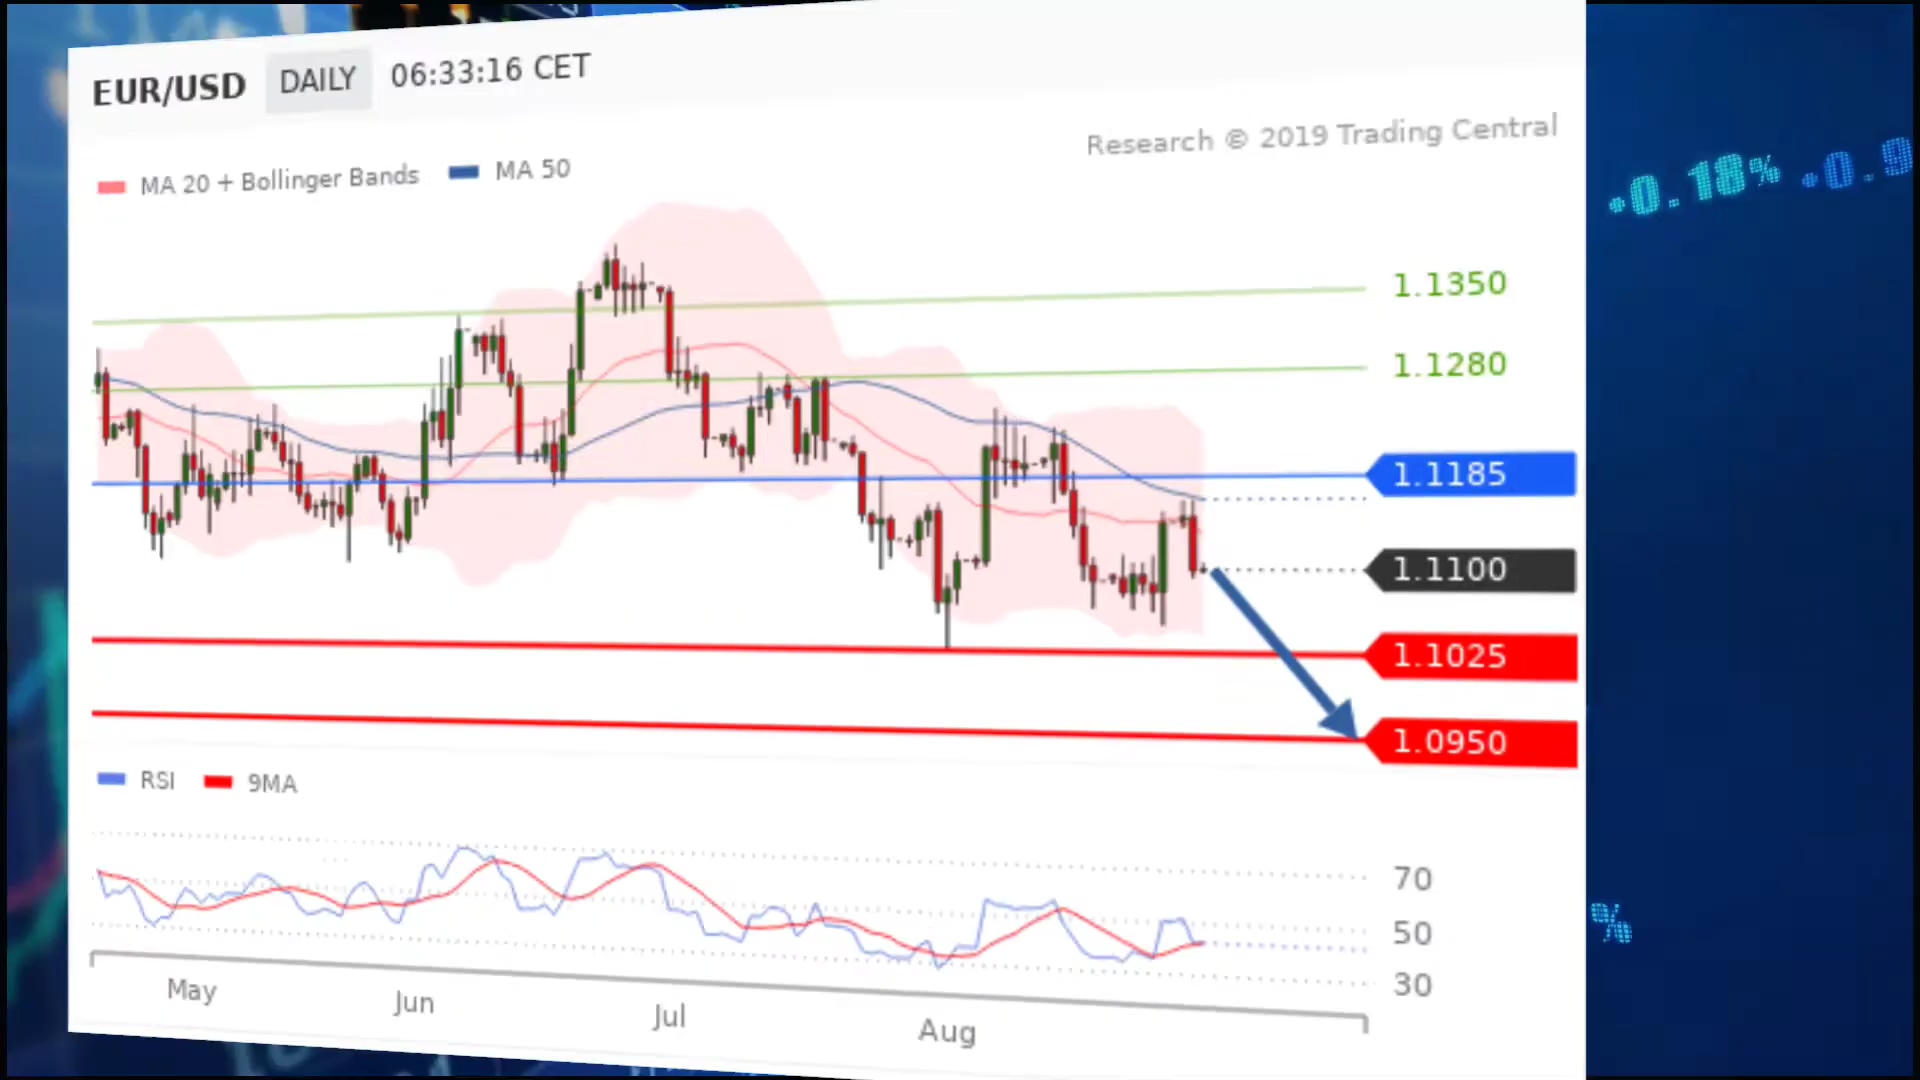 EUR/USD DAILY 06:33:16 CET
Research © 2019 Trading Central
MA 20 + Bollinger Bands MA 50
1.1350
1.1280
1.1185
1.1100
1.1025
1.0950
RSI 9MA
70
50
30
May Jun Jul Aug
0.18%
%